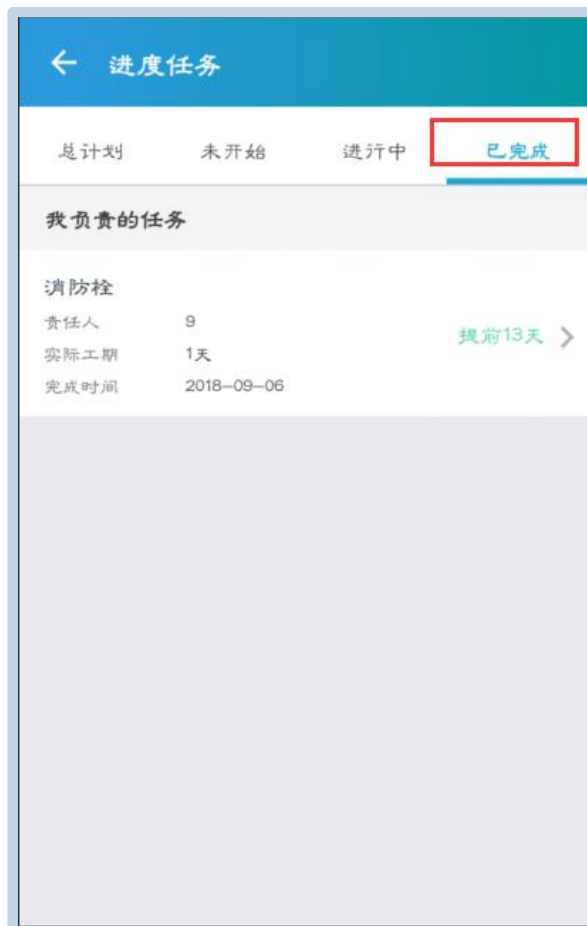 进度任务
总计划 未开始 进行中 已完成
我负责的任务
消防栓
责任人 9
提前13天
实际工期 1天
完成时间 2018-09-06